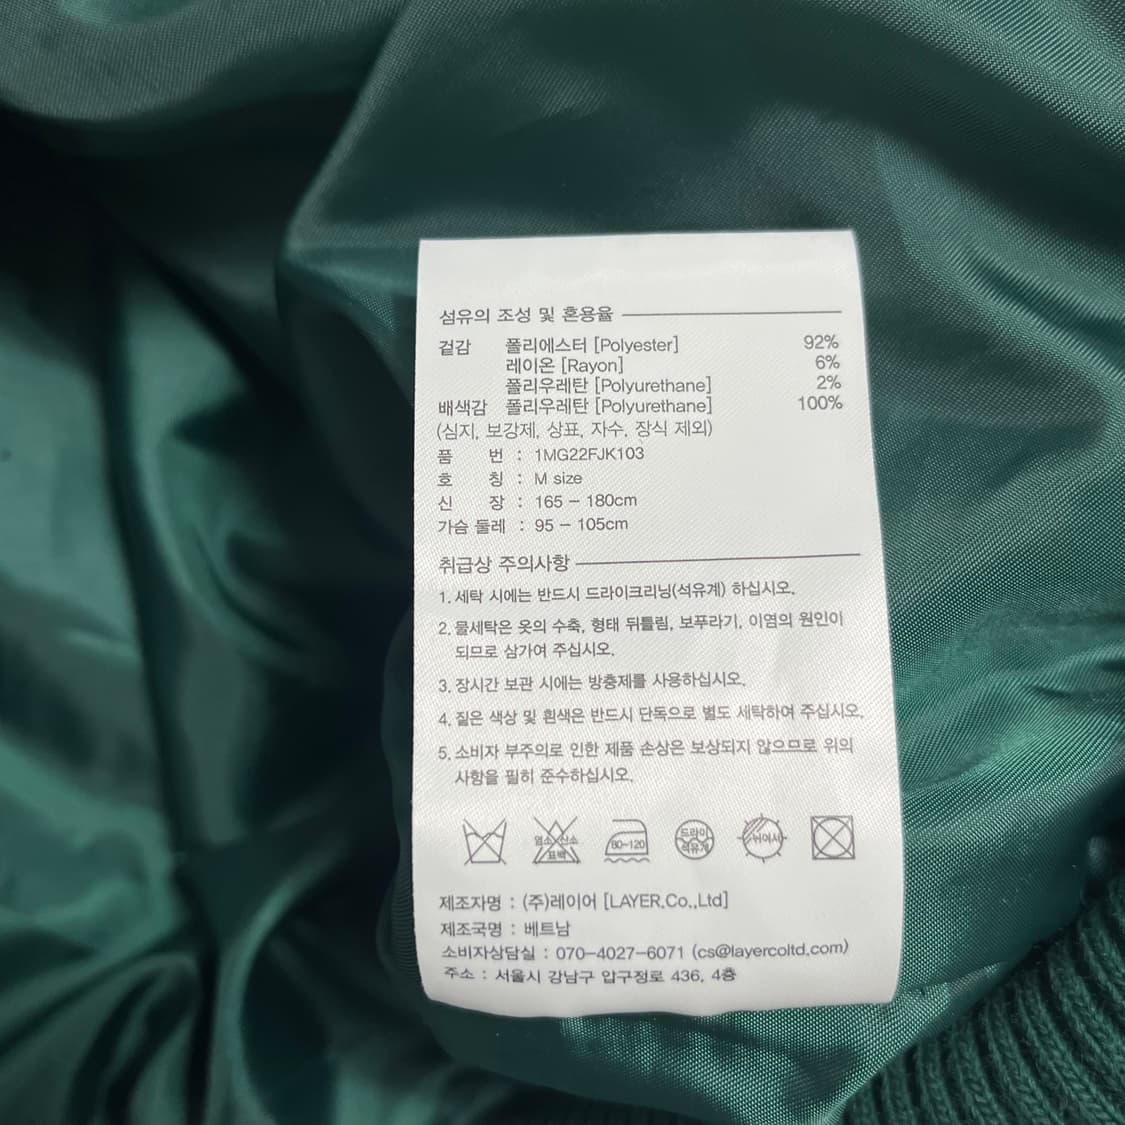 섬유의 조성 및 혼용율
겉감 폴리에스터 [Polyester] 92%
레이온 [Rayon] 6%
폴리우레탄 [Polyurethane] 2%
배색감 폴리우레탄 [Polyurethane] 100%
(심지, 보강제, 상표, 자수, 장식 제외)
품 번 : 1MG22FJK103
호 칭 : M size
신 장 : 165 – 180cm
가슴 둘레 : 95 – 105cm
취급상 주의사항
1. 세탁 시에는 반드시 드라이크리닝(석유계) 하십시오.
2. 물세탁은 옷의 수축, 형태 뒤틀림, 보푸라기, 이염의 원인이
되므로 삼가여 주십시오.
3. 장시간 보관 시에는 방충제를 사용하십시오.
4. 짙은 색상 및 흰색은 반드시 단독으로 별도 세탁하여 주십시오.
5. 소비자 부주의로 인한 제품 손상은 보상되지 않으므로 위의
사항을 필히 준수하십시오.
염소 산소 표백
80~120
드라이 석유계
뉘어서
제조자명 : (주)레이어 [LAYER.Co.,Ltd]
제조국명 : 베트남
소비자상담실 : 070–4027–6071 (cs@layercoltd.com)
주소 : 서울시 강남구 압구정로 436, 4층